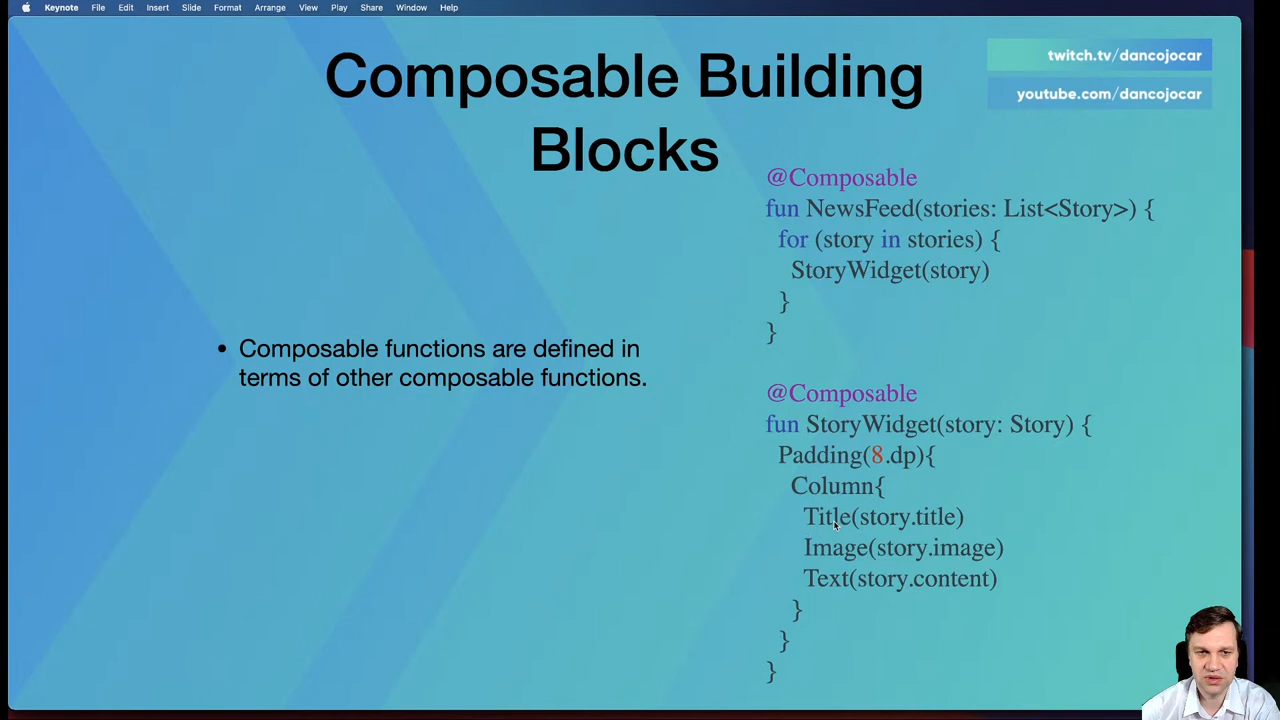 Keynote File Edit Insert Slide Format Arrange View Play Share Window Help
Composable Building
Blocks
twitch.tv/dancojocar
youtube.com/dancojocar
• Composable functions are defined in
terms of other composable functions.
@Composable
fun NewsFeed(stories: List<Story>) {
for (story in stories) {
StoryWidget(story)
}
}
@Composable
fun StoryWidget(story: Story) {
Padding(8.dp){
Column{
Title(story.title)
Image(story.image)
Text(story.content)
}
}
}